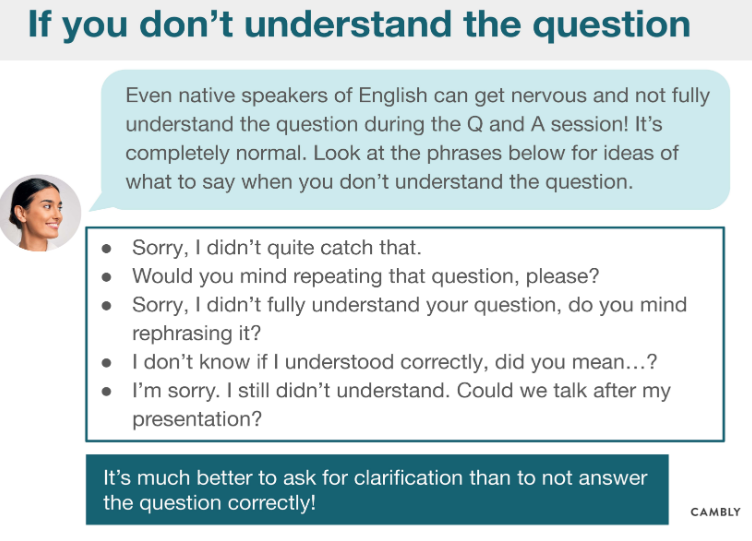 If you don’t understand the question
Even native speakers of English can get nervous and not fully
understand the question during the Q and A session! It’s
completely normal. Look at the phrases below for ideas of
what to say when you don’t understand the question.
● Sorry, I didn’t quite catch that.
● Would you mind repeating that question, please?
● Sorry, I didn’t fully understand your question, do you mind
rephrasing it?
● I don’t know if I understood correctly, did you mean…?
● I’m sorry. I still didn’t understand. Could we talk after my
presentation?
It’s much better to ask for clarification than to not answer
the question correctly!
CAMBLY